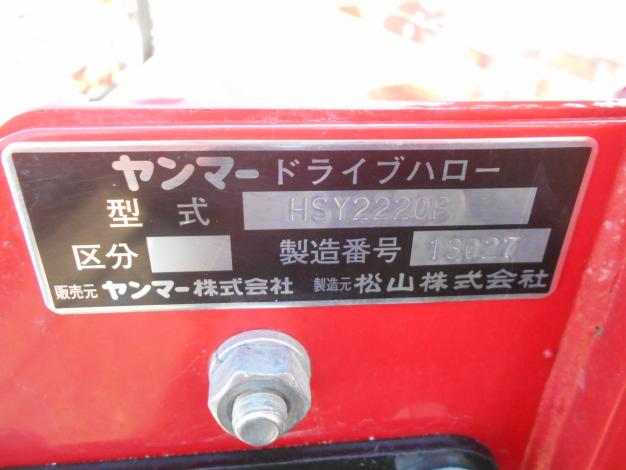 ヤンマードライブハロー
型式 HSY2220B
区分 製造番号 13027
販売元 ヤンマー株式会社 製造元 松山株式会社